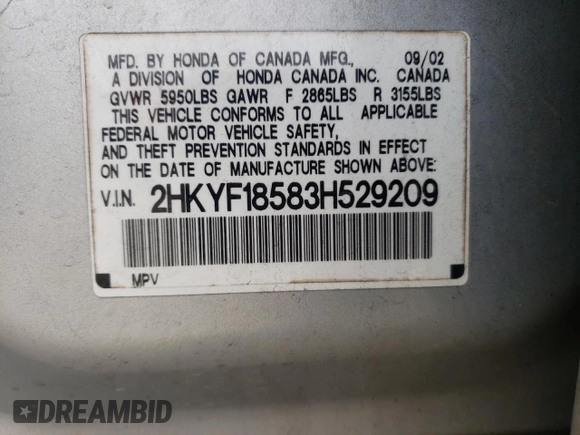 MFD. BY HONDA OF CANADA MFG., 09/02
A DIVISION OF HONDA CANADA INC. CANADA
GVWR 5950LBS GAWR F 2865LBS R 3155LBS
THIS VEHICLE CONFORMS TO ALL APPLICABLE
FEDERAL MOTOR VEHICLE SAFETY,
AND THEFT PREVENTION STANDARDS IN EFFECT
ON THE DATE OF MANUFACTURE SHOWN ABOVE:
V.I.N. 2HKYF18583H529209
MPV
DREAMBID